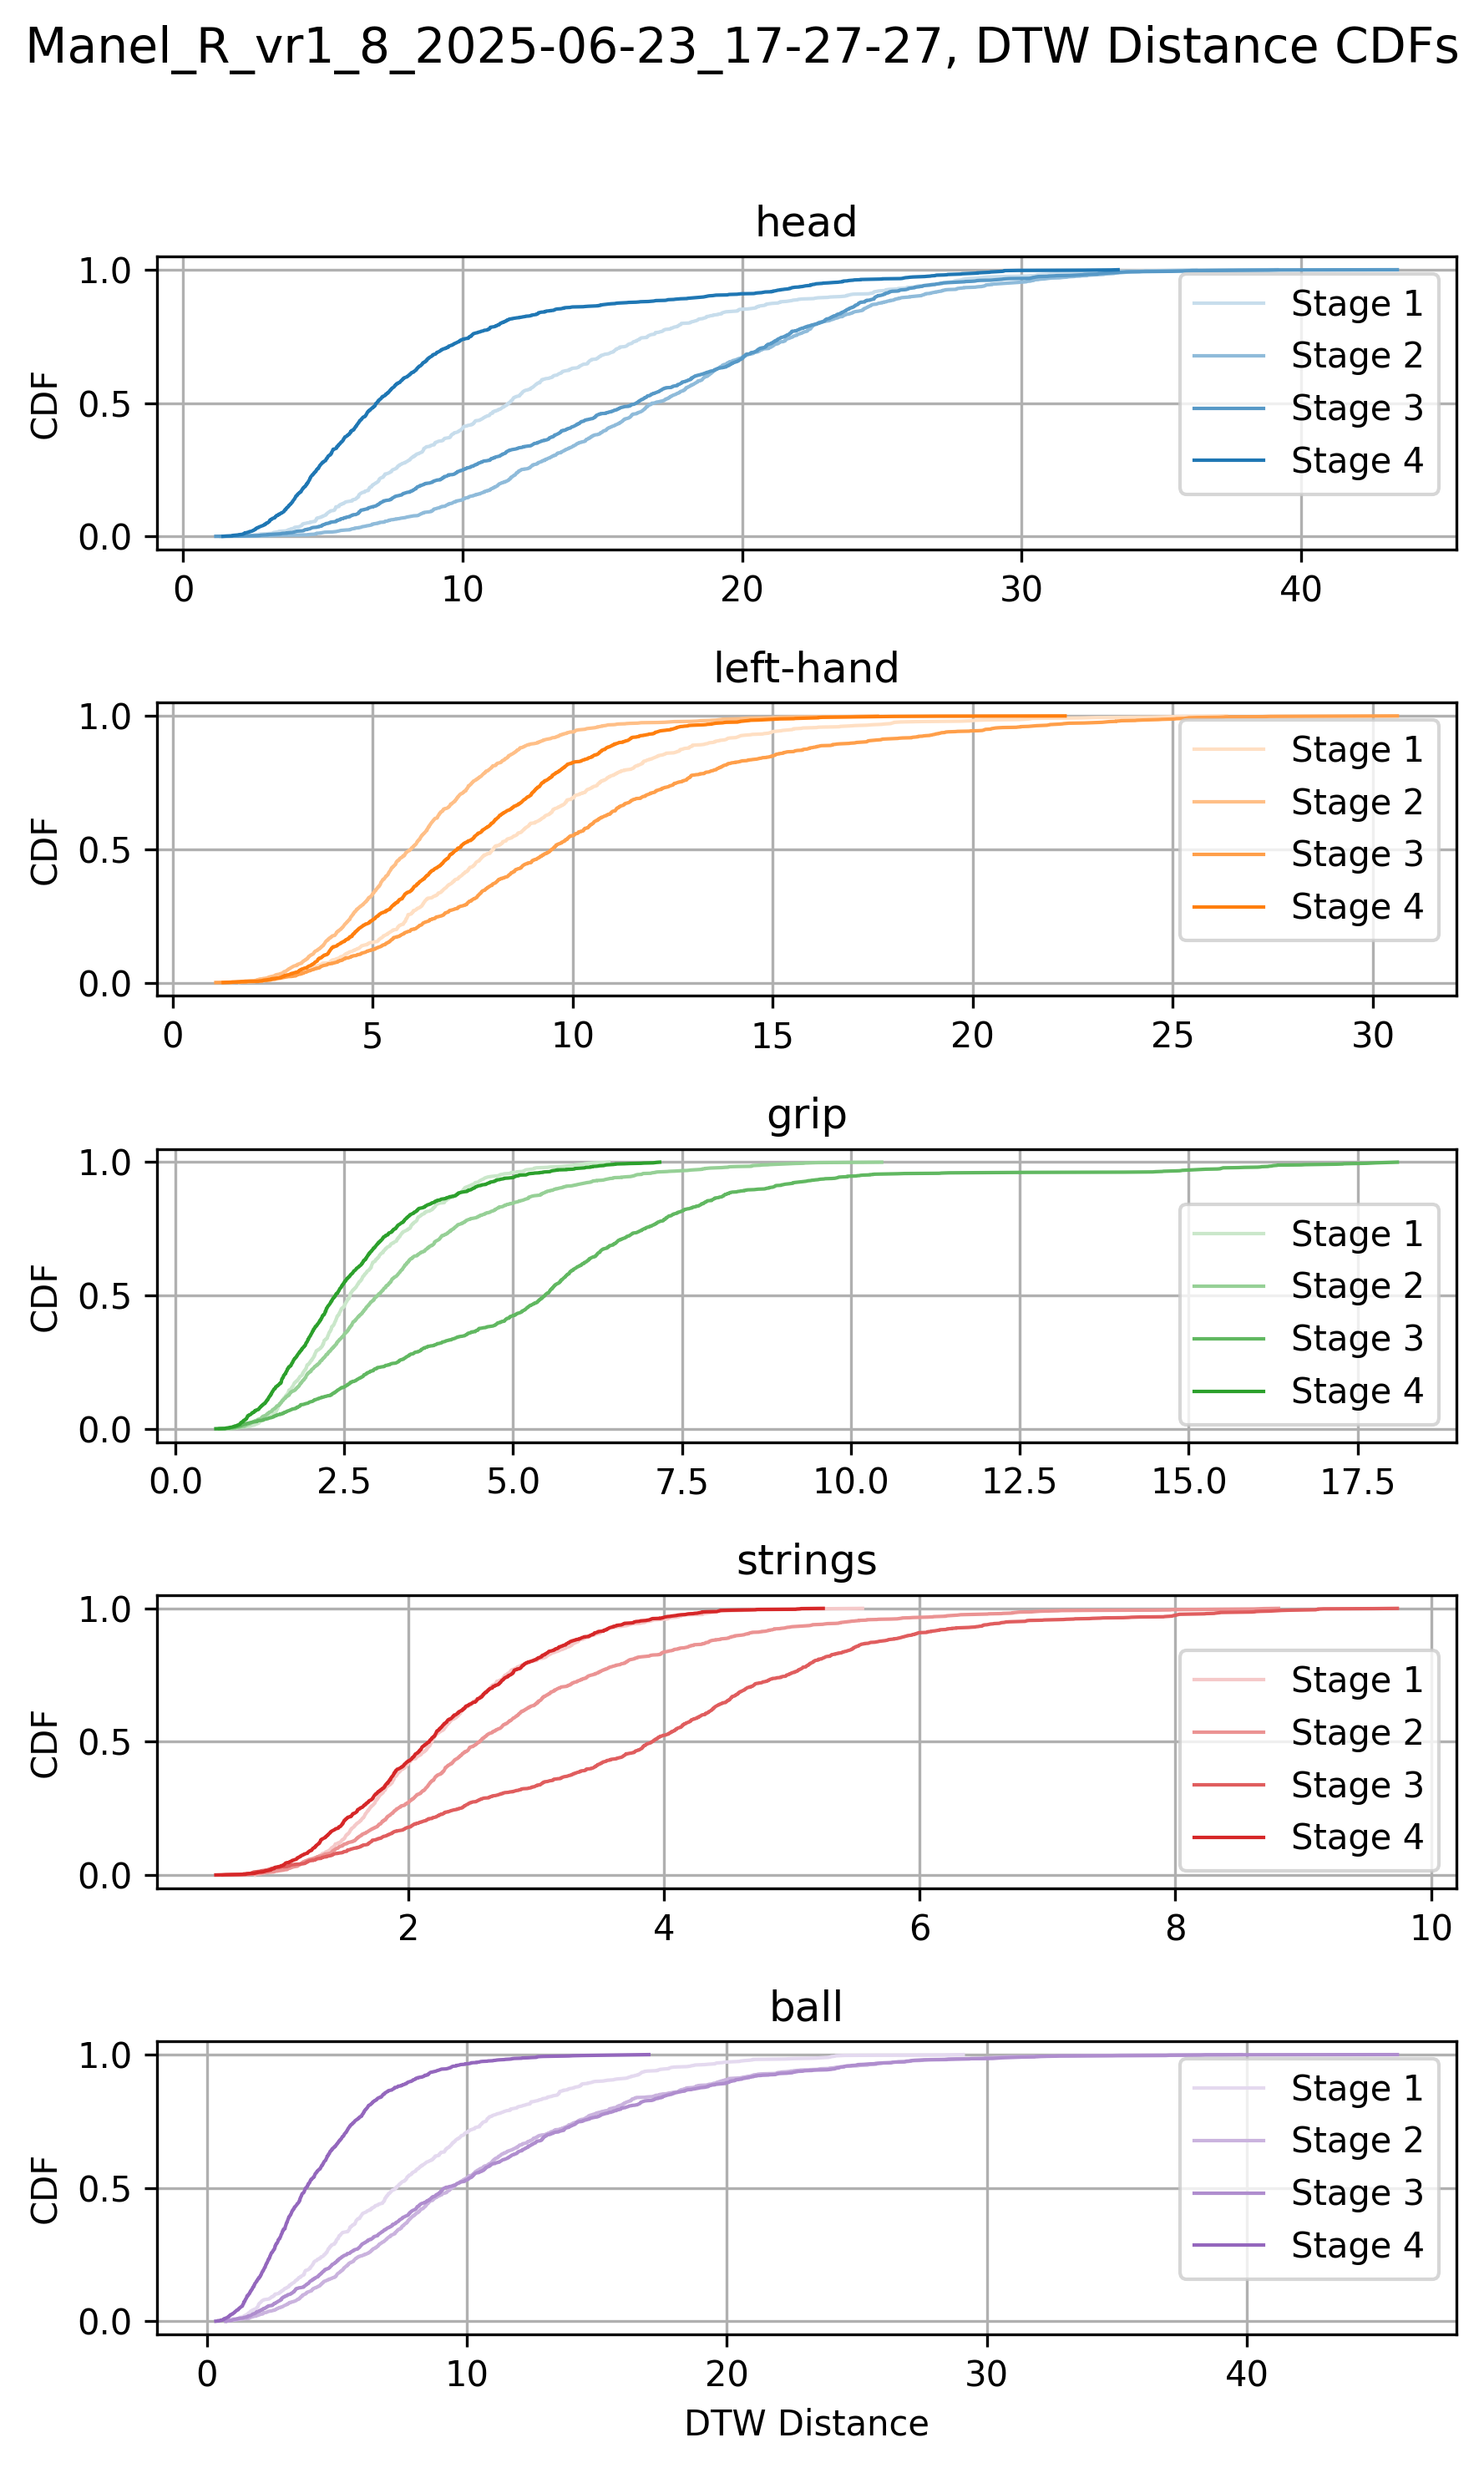 Manel_R_vr1_8_2025-06-23_17-27-27, DTW Distance CDFs
head
CDF
1.0
0.5
0.0
0 10 20 30 40
Stage 1
Stage 2
Stage 3
Stage 4
left-hand
CDF
1.0
0.5
0.0
0 5 10 15 20 25 30
Stage 1
Stage 2
Stage 3
Stage 4
grip
CDF
1.0
0.5
0.0
0.0 2.5 5.0 7.5 10.0 12.5 15.0 17.5
Stage 1
Stage 2
Stage 3
Stage 4
strings
CDF
1.0
0.5
0.0
2 4 6 8 10
Stage 1
Stage 2
Stage 3
Stage 4
ball
CDF
1.0
0.5
0.0
0 10 20 30 40
Stage 1
Stage 2
Stage 3
Stage 4
DTW Distance